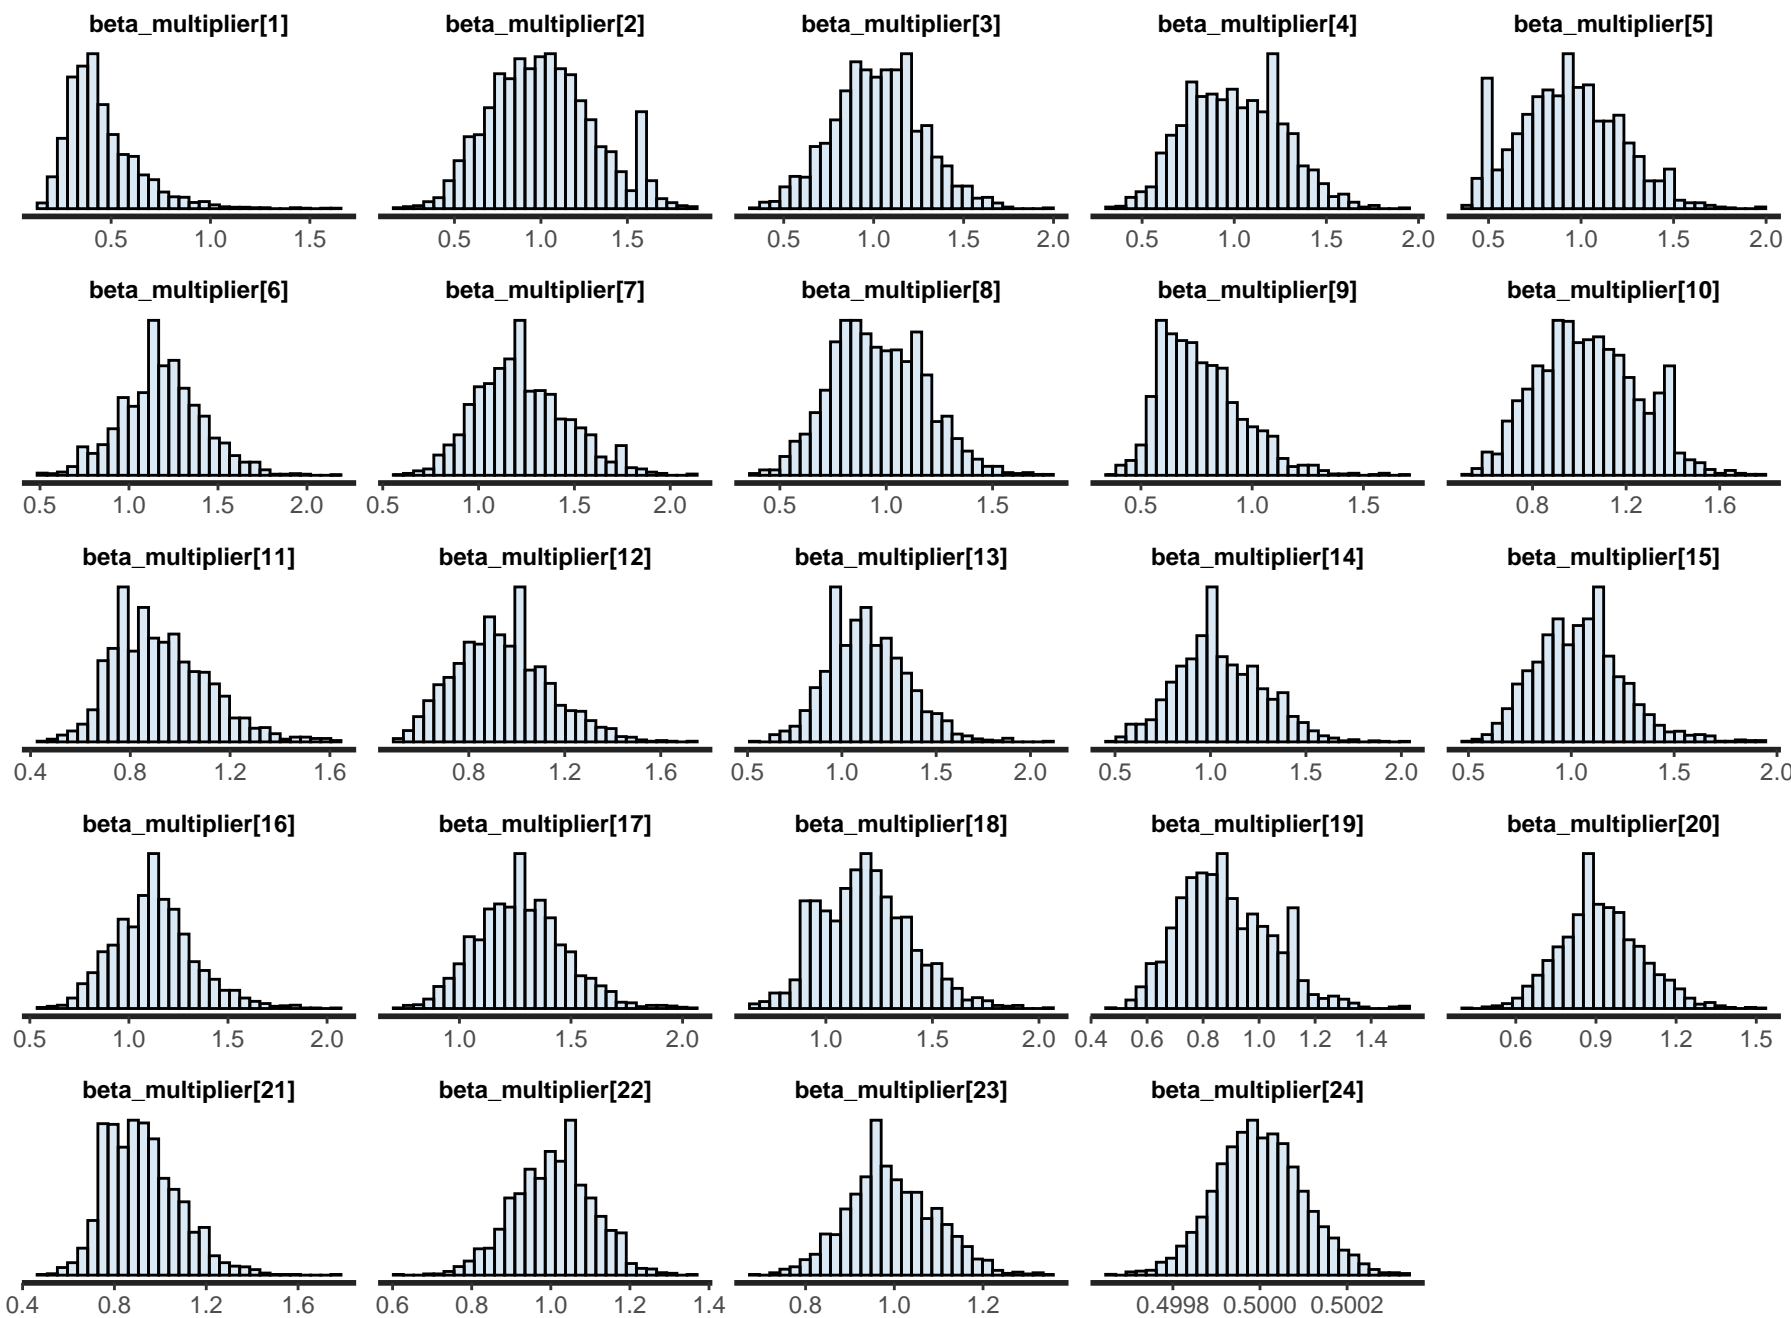 beta_multiplier[1] beta_multiplier[2] beta_multiplier[3] beta_multiplier[4] beta_multiplier[5]
0.5 1.0 1.5 0.5 1.0 1.5 0.5 1.0 1.5 2.0 0.5 1.0 1.5 2.0 0.5 1.0 1.5 2.0
beta_multiplier[6] beta_multiplier[7] beta_multiplier[8] beta_multiplier[9] beta_multiplier[10]
0.5 1.0 1.5 2.0 0.5 1.0 1.5 2.0 0.5 1.0 1.5 0.5 1.0 1.5 0.8 1.2 1.6
beta_multiplier[11] beta_multiplier[12] beta_multiplier[13] beta_multiplier[14] beta_multiplier[15]
0.4 0.8 1.2 1.6 0.8 1.2 1.6 0.5 1.0 1.5 2.0 0.5 1.0 1.5 2.0 0.5 1.0 1.5 2.0
beta_multiplier[16] beta_multiplier[17] beta_multiplier[18] beta_multiplier[19] beta_multiplier[20]
0.5 1.0 1.5 2.0 1.0 1.5 2.0 1.0 1.5 2.0 0.4 0.6 0.8 1.0 1.2 1.4 0.6 0.9 1.2 1.5
beta_multiplier[21] beta_multiplier[22] beta_multiplier[23] beta_multiplier[24]
0.4 0.8 1.2 1.6 0.6 0.8 1.0 1.2 1.4 0.8 1.0 1.2 0.4998 0.5000 0.5002